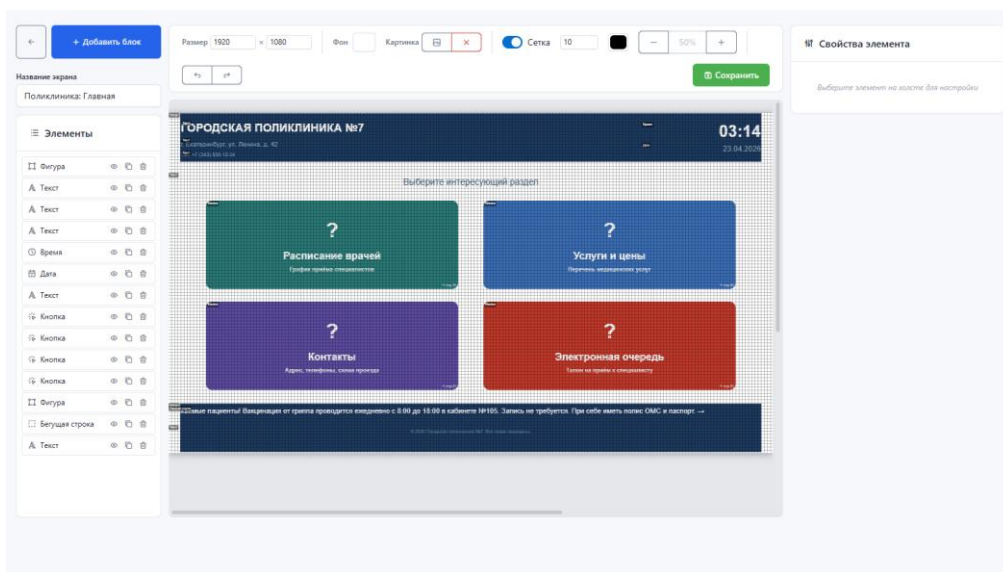 ←
+ Добавить блок
Размер 1920 × 1080
Фон
Картинка
×
Сетка 10
− 50% +
Сохранить
Название экрана
Поликлиника: Главная
Элементы
Фигура
A Текст
A Текст
A Текст
Время
Дата
A Текст
Кнопка
Кнопка
Кнопка
Кнопка
Фигура
Бегущая строка
A Текст
ГОРОДСКАЯ ПОЛИКЛИНИКА №7
Екатеринбург, ул. Ленина, д. 42
03:14
23.04.2026
Выберите интересующий раздел
?
Расписание врачей
График приёма специалистов
?
Услуги и цены
Перечень медицинских услуг
?
Контакты
Адрес, телефоны, схема проезда
?
Электронная очередь
Талон на приём к специалисту
пациенты! Вакцинация от гриппа проводится ежедневно с 8:00 до 18:00 в кабинете №105. Запись не требуется. При себе иметь полис ОМС и паспорт.
Свойства элемента
Выберите элемент на холсте для настройки